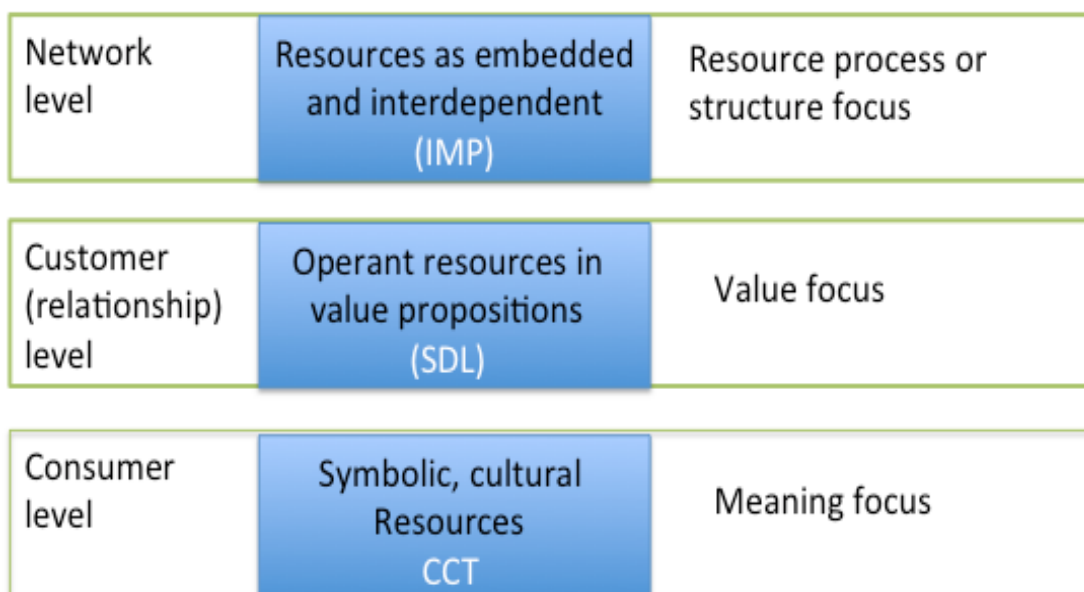 Network
level
Resources as embedded
and interdependent
(IMP)
Resource process or
structure focus
Customer
(relationship)
level
Operant resources in
value propositions
(SDL)
Value focus
Consumer
level
Symbolic, cultural
Resources
CCT
Meaning focus